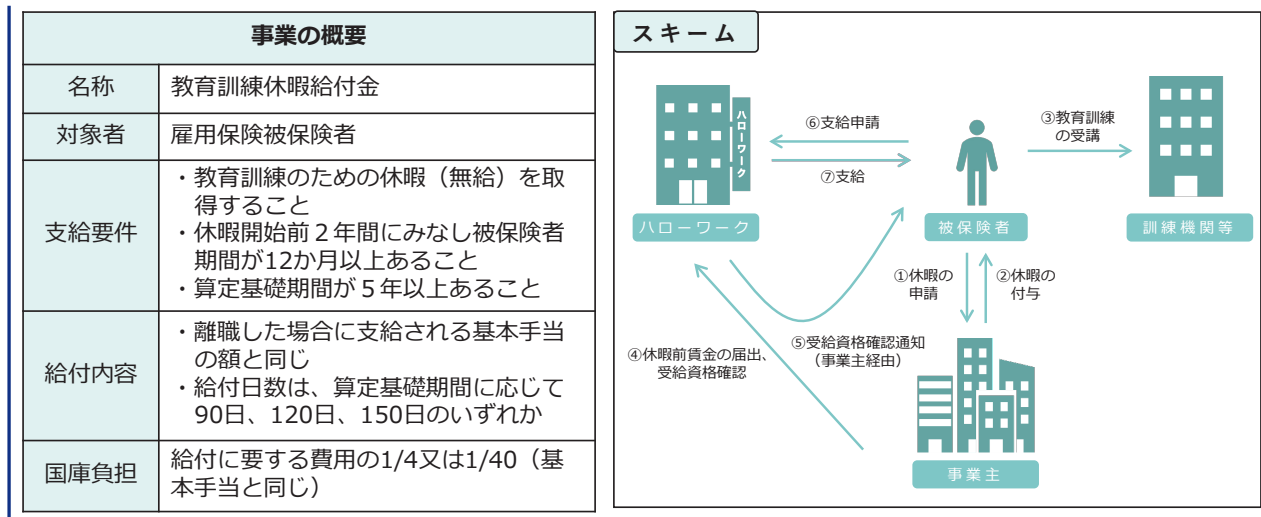 事業の概要
名称
教育訓練休暇給付金
対象者
雇用保険被保険者
支給要件
・教育訓練のための休暇（無給）を取
得すること
・休暇開始前２年間にみなし被保険者
期間が12か月以上あること
・算定基礎期間が５年以上あること
給付内容
・離職した場合に支給される基本手当
の額と同じ
・給付日数は、算定基礎期間に応じて
90日、120日、150日のいずれか
国庫負担
給付に要する費用の1/4又は1/40（基
本手当と同じ）
スキーム
ハローワーク
⑥支給申請
⑦支給
③教育訓練
の受講
ハローワーク
被保険者
訓練機関等
①休暇の
申請
②休暇の
付与
④休暇前賃金の届出、
受給資格確認
⑤受給資格確認通知
（事業主経由）
事業主